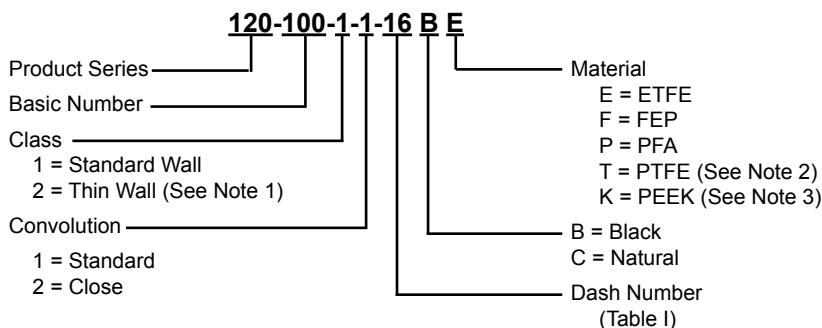 120-100-1-1-16 B E
Product Series
Basic Number
Class
1 = Standard Wall
2 = Thin Wall (See Note 1)
Convolution
1 = Standard
2 = Close
Material
E = ETFE
F = FEP
P = PFA
T = PTFE (See Note 2)
K = PEEK (See Note 3)
B = Black
C = Natural
Dash Number
(Table I)